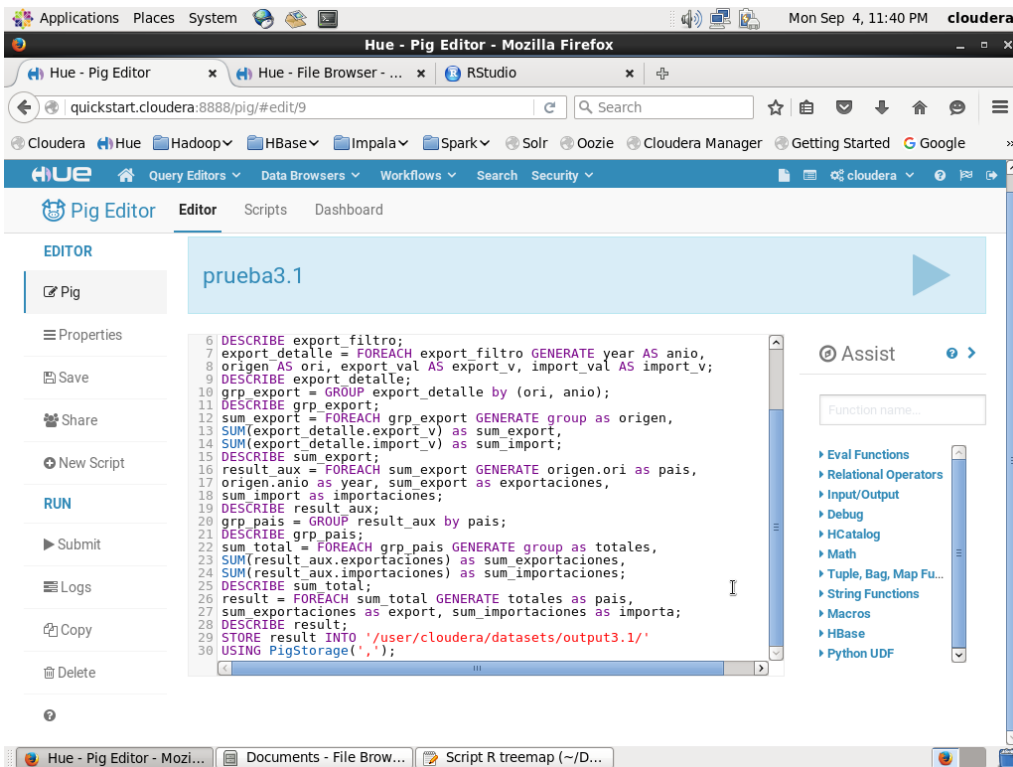 Applications Places System Mon Sep 4, 11:40 PM cloudera
Hue - Pig Editor - Mozilla Firefox
Hue - Pig Editor Hue - File Browser - ... RStudio
quickstart.cloudera:8888/pig/#edit/9 Search
Cloudera Hue Hadoop HBase Impala Spark Solr Oozie Cloudera Manager Getting Started Google »
HUE Query Editors Data Browsers Workflows Search Security cloudera
Pig Editor Editor Scripts Dashboard
EDITOR
Pig
Properties
Save
Share
New Script
RUN
Submit
Logs
Copy
Delete
prueba3.1
6 DESCRIBE export_filtro;
7 export_detalle = FOREACH export_filtro GENERATE year AS anio,
8 origen AS ori, export_val AS export_v, import_val AS import_v;
9 DESCRIBE export_detalle;
10 grp_export = GROUP export_detalle by (ori, anio);
11 DESCRIBE grp_export;
12 sum_export = FOREACH grp_export GENERATE group as origen,
13 SUM(export_detalle.export_v) as sum_export,
14 SUM(export_detalle.import_v) as sum_import;
15 DESCRIBE sum_export;
16 result_aux = FOREACH sum_export GENERATE origen.ori as pais,
17 origen.anio as year, sum_export as exportaciones,
18 sum_import as importaciones;
19 DESCRIBE result_aux;
20 grp_pais = GROUP result_aux by pais;
21 DESCRIBE grp_pais;
22 sum_total = FOREACH grp_pais GENERATE group as totales,
23 SUM(result_aux.exportaciones) as sum_exportaciones,
24 SUM(result_aux.importaciones) as sum_importaciones;
25 DESCRIBE sum_total;
26 result = FOREACH sum_total GENERATE totales as pais,
27 sum_exportaciones as export, sum_importaciones as importa;
28 DESCRIBE result;
29 STORE result INTO '/user/cloudera/datasets/output3.1/'
30 USING PigStorage(',');
Assist
Function name...
Eval Functions
Relational Operators
Input/Output
Debug
HCatalog
Math
Tuple, Bag, Map Fu...
String Functions
Macros
HBase
Python UDF
Hue - Pig Editor - Mozi... Documents - File Brow... Script R treemap (~/D...